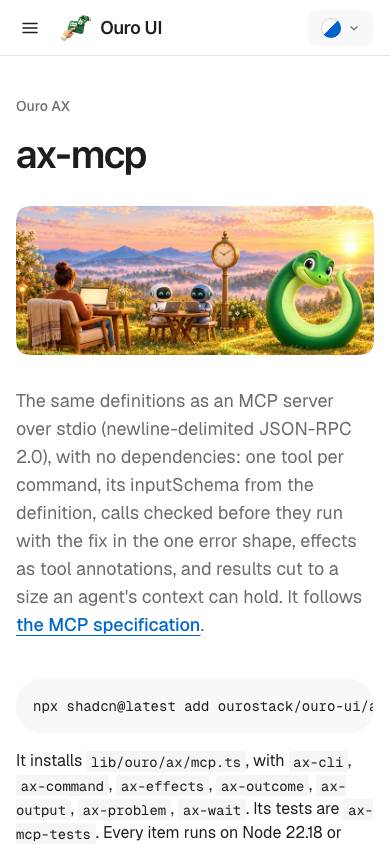 Ouro UI
Ouro AX
ax-mcp
The same definitions as an MCP server
over stdio (newline-delimited JSON-RPC
2.0), with no dependencies: one tool per
command, its inputSchema from the
definition, calls checked before they run
with the fix in the one error shape, effects
as tool annotations, and results cut to a
size an agent's context can hold. It follows
the MCP specification.
npx shadcn@latest add ourostack/ouro-ui/a
It installs lib/ouro/ax/mcp.ts, with ax-cli,
ax-command, ax-effects, ax-outcome, ax-
output, ax-problem, ax-wait. Its tests are ax-
mcp-tests. Every item runs on Node 22.18 or